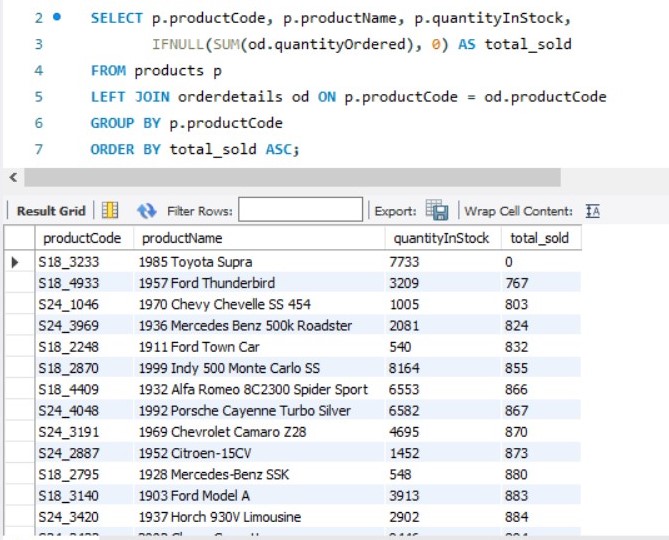 2 SELECT p.productCode, p.productName, p.quantityInStock,
3 IFNULL(SUM(od.quantityOrdered), 0) AS total_sold
4 FROM products p
5 LEFT JOIN orderdetails od ON p.productCode = od.productCode
6 GROUP BY p.productCode
7 ORDER BY total_sold ASC;
Result Grid Filter Rows: Export: Wrap Cell Content: IA
productCode productName quantityInStock total_sold
S18_3233 1985 Toyota Supra 7733 0
S18_4933 1957 Ford Thunderbird 3209 767
S24_1046 1970 Chevy Chevelle SS 454 1005 803
S24_3969 1936 Mercedes Benz 500k Roadster 2081 824
S18_2248 1911 Ford Town Car 540 832
S18_2870 1999 Indy 500 Monte Carlo SS 8164 855
S18_4409 1932 Alfa Romeo 8C2300 Spider Sport 6553 866
S24_4048 1992 Porsche Cayenne Turbo Silver 6582 867
S24_3191 1969 Chevrolet Camaro Z28 4695 870
S24_2887 1952 Citroen-15CV 1452 873
S18_2795 1928 Mercedes-Benz SSK 548 880
S18_3140 1903 Ford Model A 3913 883
S24_3420 1937 Horch 930V Limousine 2902 884